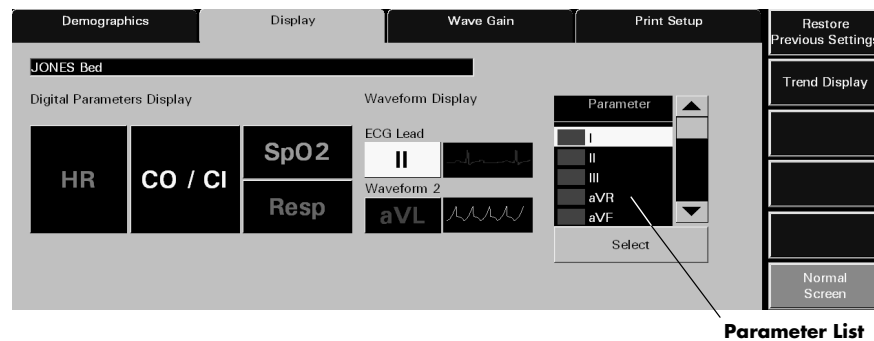 Demographics
Display
Wave Gain
Print Setup
Restore
Previous Settings
JONES Bed
Trend Display
Digital Parameters Display
Waveform Display
Parameter
ECG Lead
HR
CO / CI
SpO2
Resp
II
Waveform 2
aVL
I
II
III
aVR
aVF
Select
Normal
Screen
Parameter List